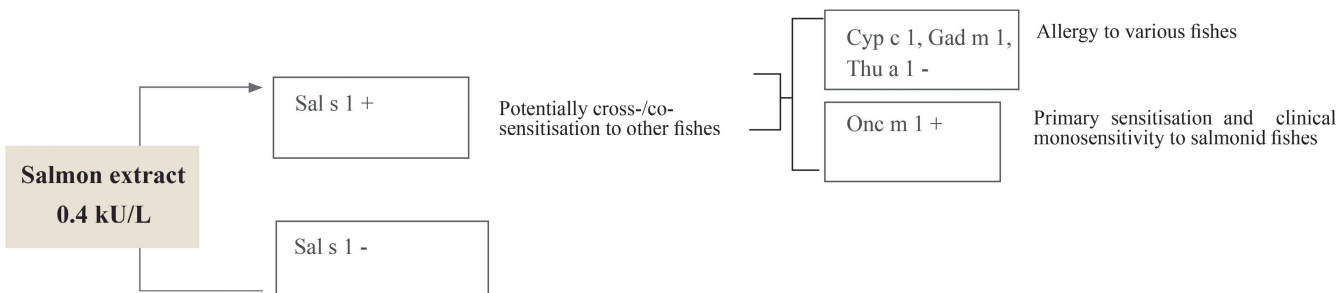 Salmon extract
0.4 kU/L
Sal s 1 +
Potentially cross-/co-
sensitisation to other fishes
Cyp c 1, Gad m 1,
Thu a 1 -
Allergy to various fishes
Onc m 1 +
Primary sensitisation and clinical
monosensitivity to salmonid fishes
Sal s 1 -